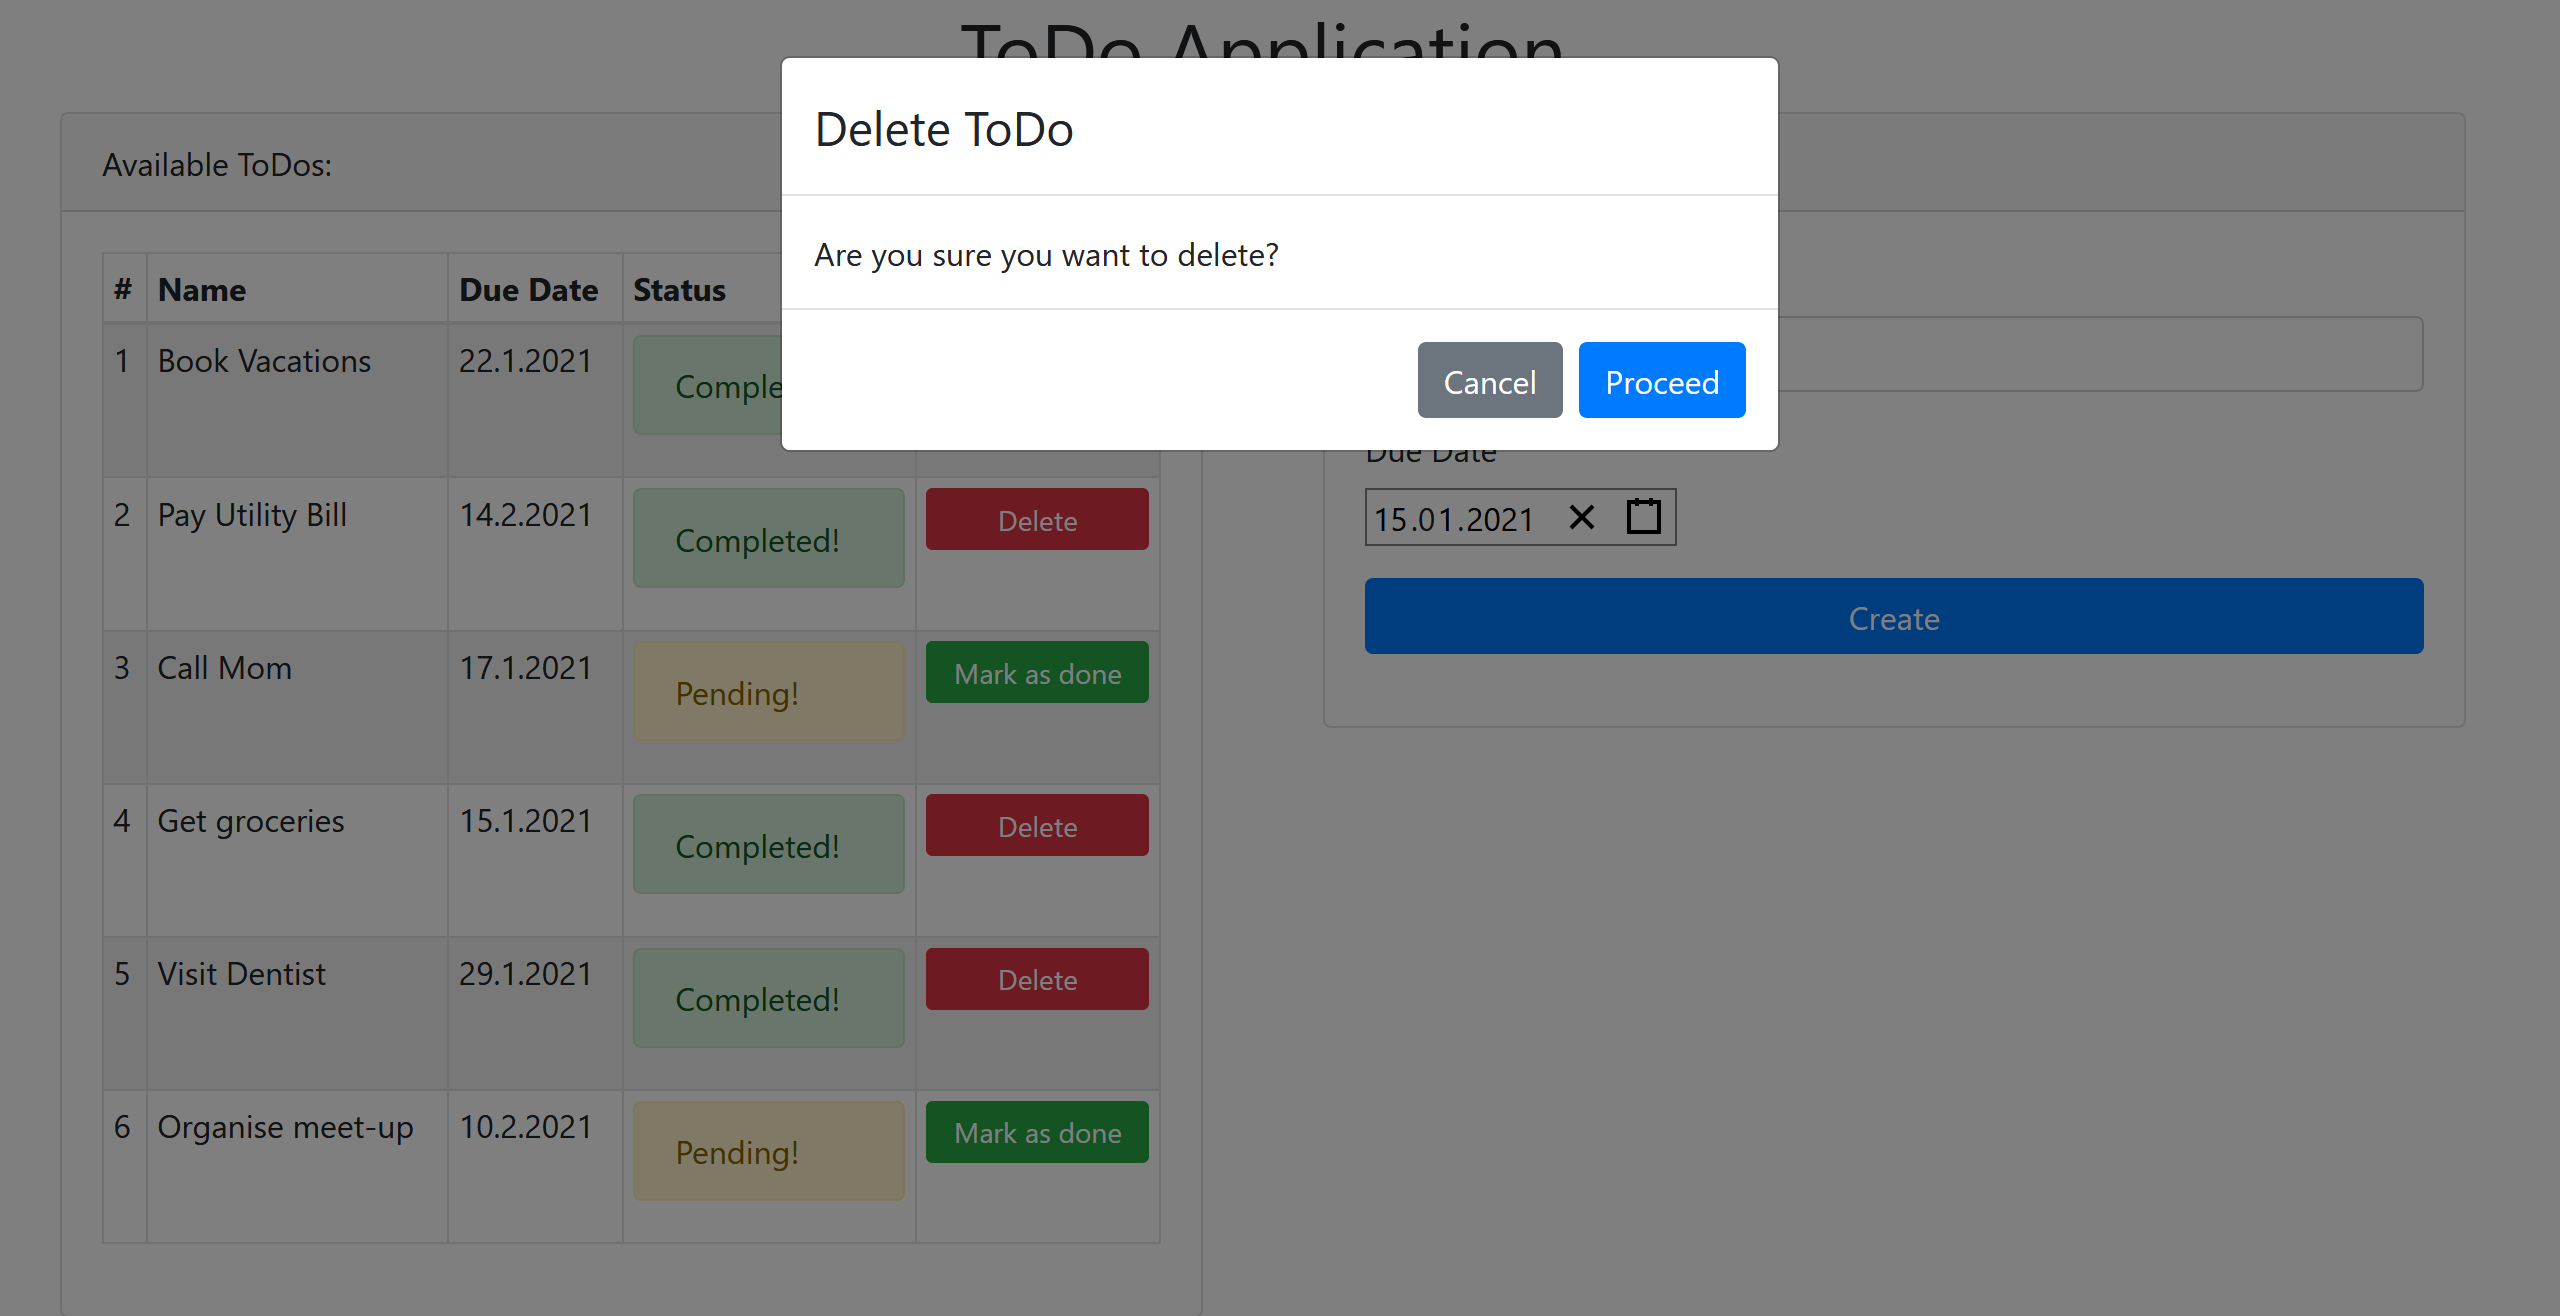 ToDo Application
Delete ToDo
Are you sure you want to delete?
Cancel Proceed
Available ToDos:
# Name Due Date Status
1 Book Vacations 22.1.2021 Comple
2 Pay Utility Bill 14.2.2021 Completed! Delete
3 Call Mom 17.1.2021 Pending! Mark as done
4 Get groceries 15.1.2021 Completed! Delete
5 Visit Dentist 29.1.2021 Completed! Delete
6 Organise meet-up 10.2.2021 Pending! Mark as done
Due Date
15.01.2021
Create